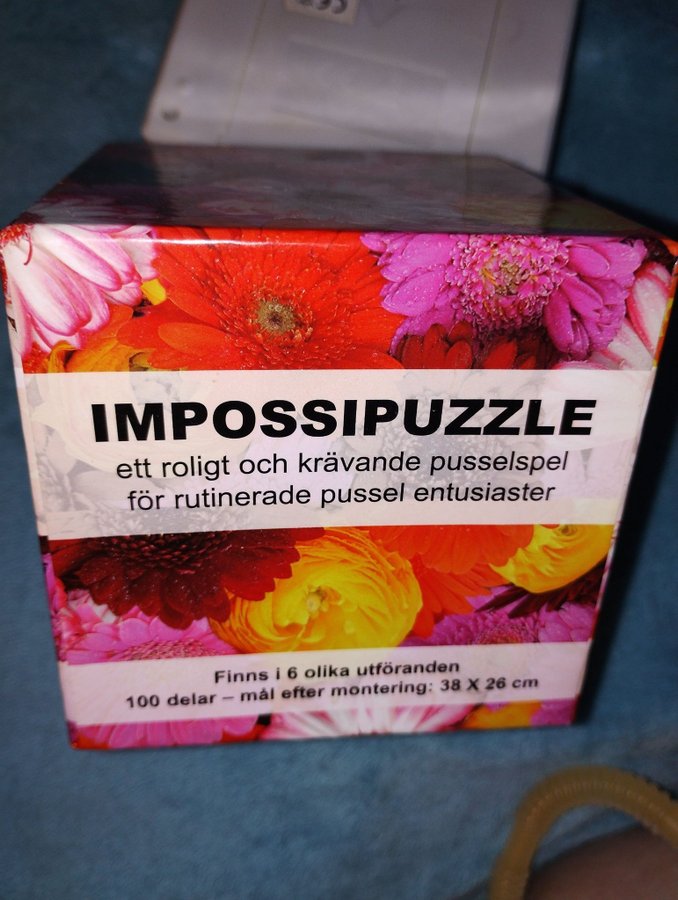 IMPOSSIPUZZLE
ett roligt och krävande pusselspel
för rutinerade pussel entusiaster
Finns i 6 olika utföranden
100 delar – mål efter montering: 38 X 26 cm